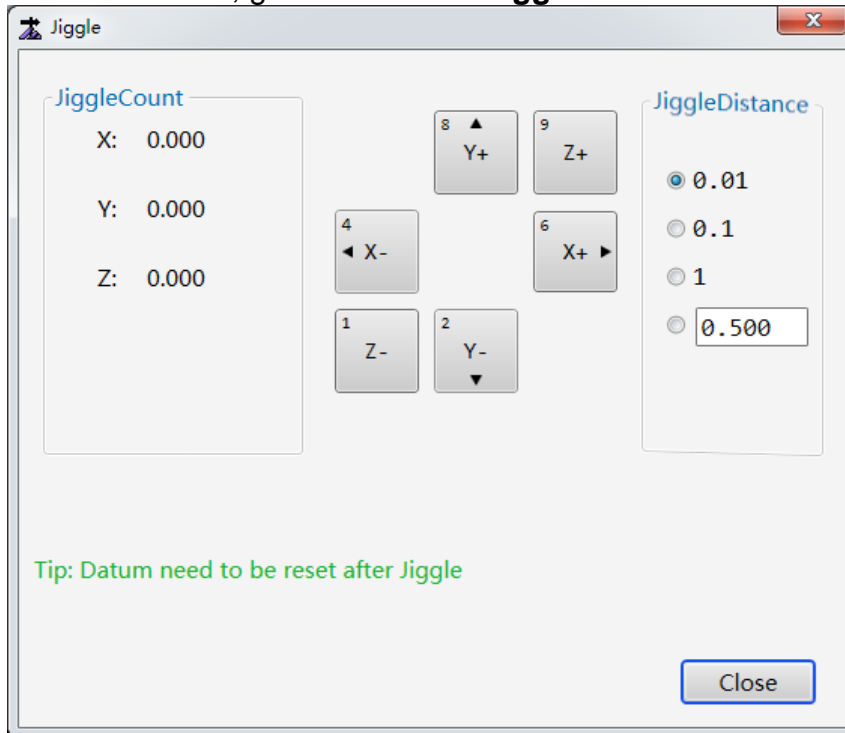 Jiggle
JiggleCount
X: 0.000
Y: 0.000
Z: 0.000
8 ▲
Y+
9
Z+
4
◄ X-
6
X+ ►
1
Z-
2
Y-
▼
JiggleDistance
0.01
0.1
1
0.500
Tip: Datum need to be reset after Jiggle
Close